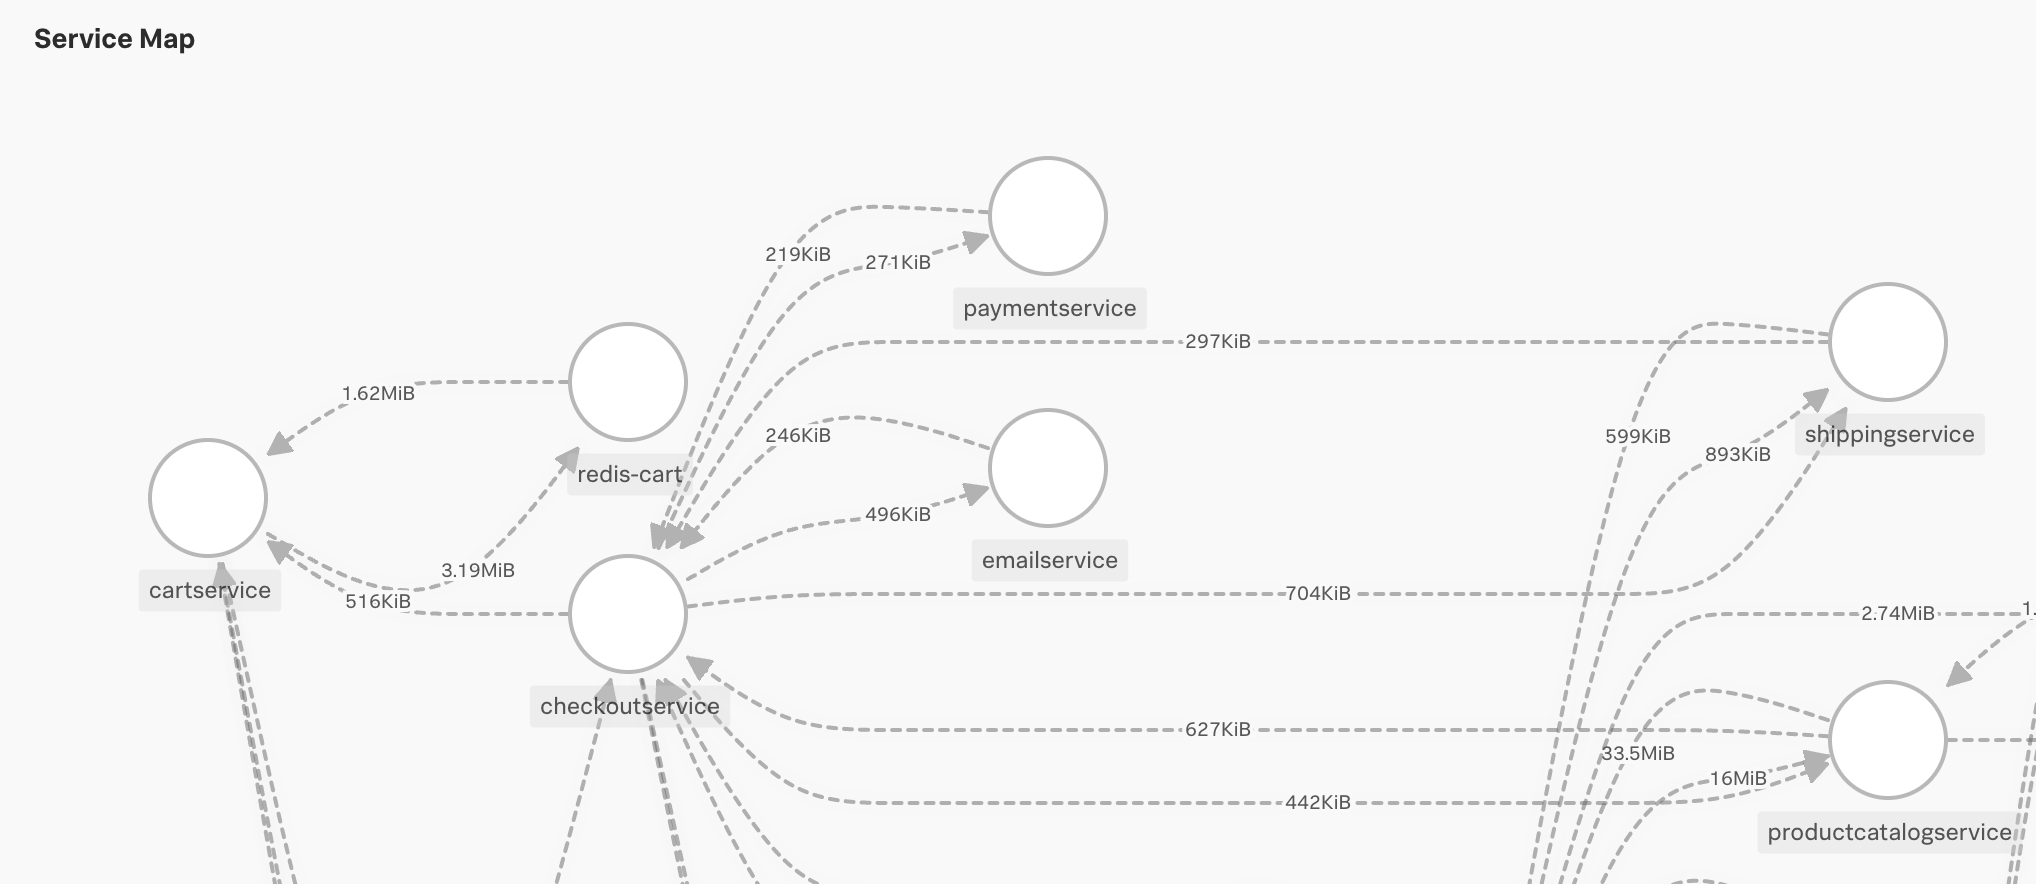 Service Map
219KiB
271KiB
paymentservice
297KiB
1.62MiB
redis-cart
246KiB
599KiB
893KiB
shippingservice
496KiB
emailservice
3.19MiB
cartservice
516KiB
704KiB
2.74MiB
1.
checkoutservice
627KiB
33.5MiB
16MiB
442KiB
productcatalogservice